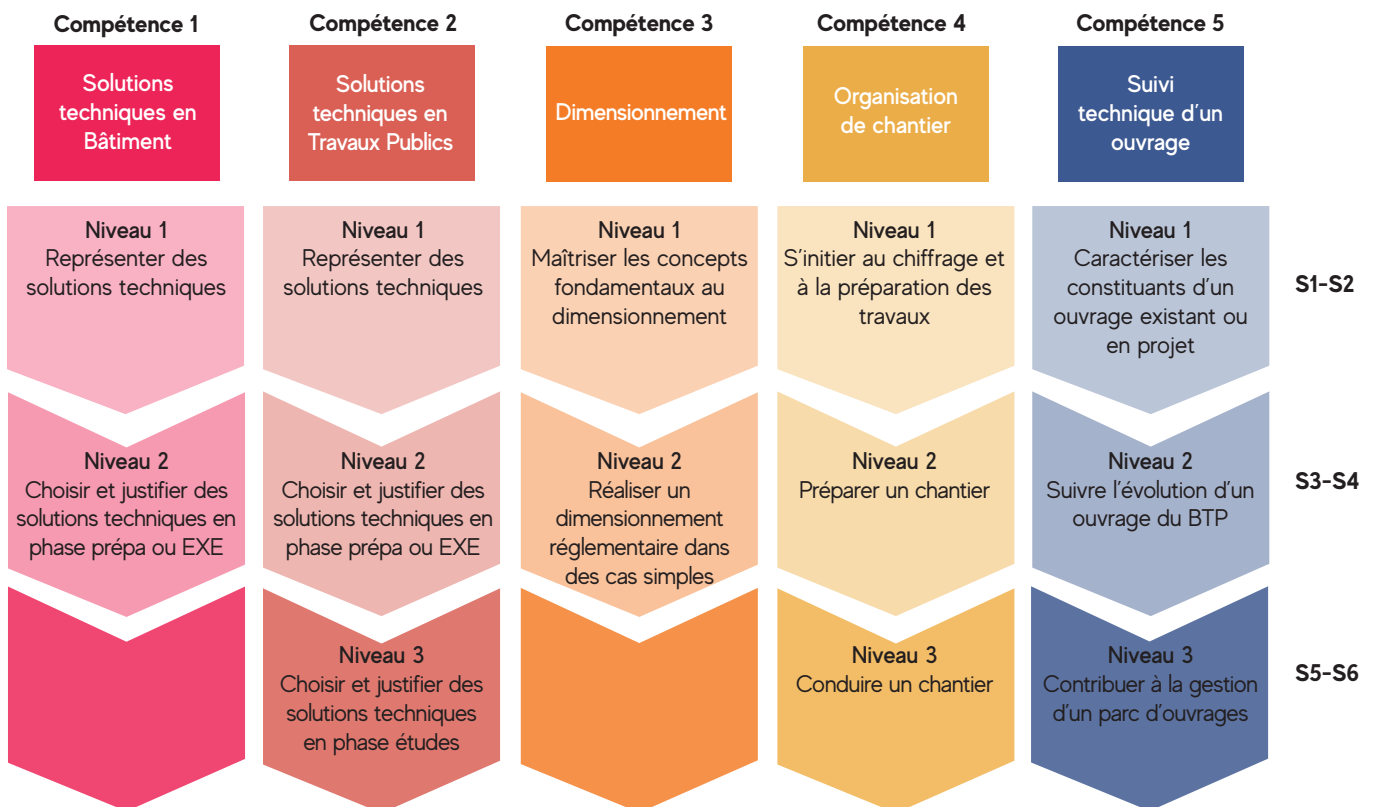 Compétence 1
Solutions
techniques en
Bâtiment
Compétence 2
Solutions
techniques en
Travaux Publics
Compétence 3
Dimensionnement
Compétence 4
Organisation
de chantier
Compétence 5
Suivi
technique d'un
ouvrage
Niveau 1
Représenter des
solutions techniques
Niveau 1
Représenter des
solutions techniques
Niveau 1
Maîtriser les concepts
fondamentaux au
dimensionnement
Niveau 1
S'initier au chiffrage et
à la préparation des
travaux
Niveau 1
Caractériser les
constituants d'un
ouvrage existant ou
en projet
S1-S2
Niveau 2
Choisir et justifier des
solutions techniques en
phase prépa ou EXE
Niveau 2
Choisir et justifier des
solutions techniques en
phase prépa ou EXE
Niveau 2
Réaliser un
dimensionnement
réglementaire dans
des cas simples
Niveau 2
Préparer un chantier
Niveau 2
Suivre l'évolution d'un
ouvrage du BTP
S3-S4
Niveau 3
Choisir et justifier des
solutions techniques
en phase études
Niveau 3
Conduire un chantier
Niveau 3
Contribuer à la gestion
d'un parc d'ouvrages
S5-S6